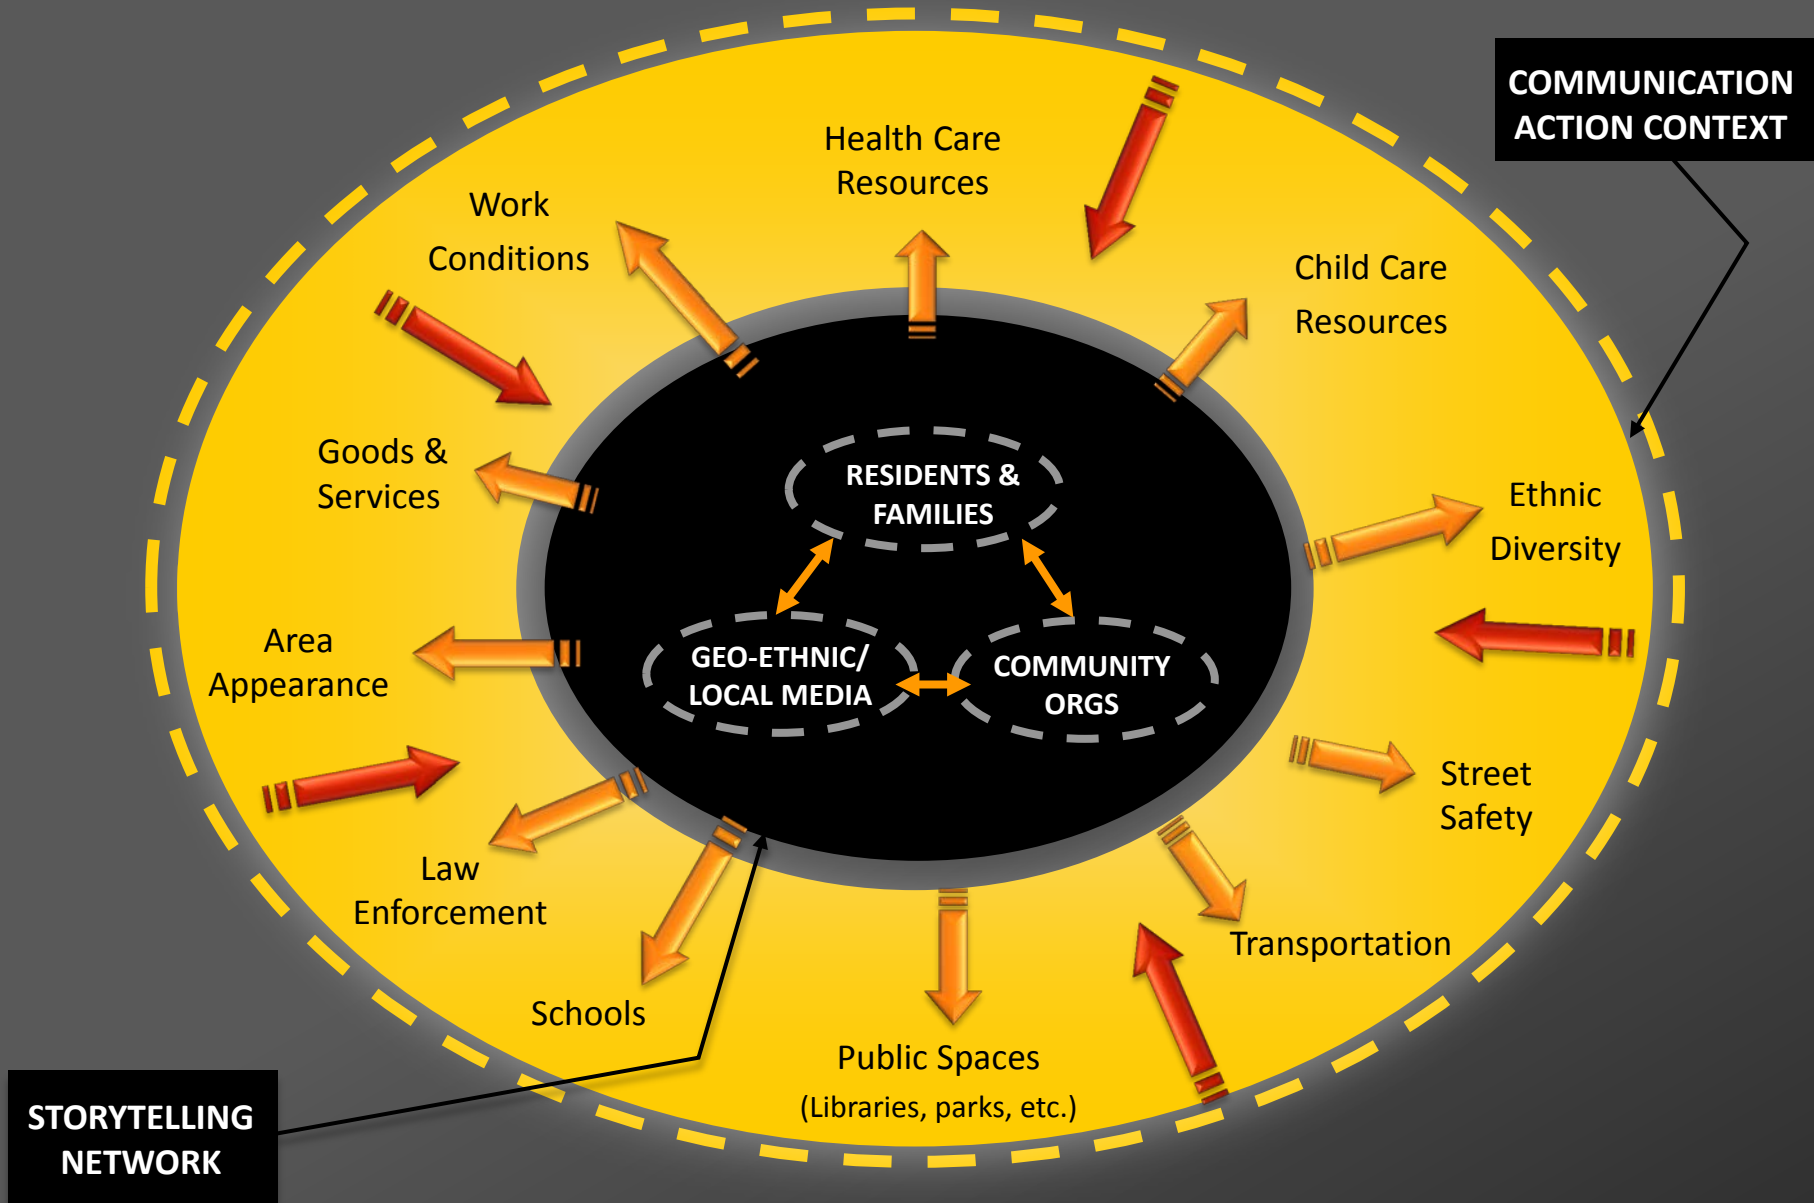 COMMUNICATION
ACTION CONTEXT
Health Care
Resources
Work
Conditions
Child Care
Resources
Goods &
Services
RESIDENTS &
FAMILIES
Ethnic
Diversity
Area
Appearance
GEO-ETHNIC/
LOCAL MEDIA
COMMUNITY
ORGS
Street
Safety
Law
Enforcement
Transportation
Schools
Public Spaces
(Libraries, parks, etc.)
STORYTELLING
NETWORK